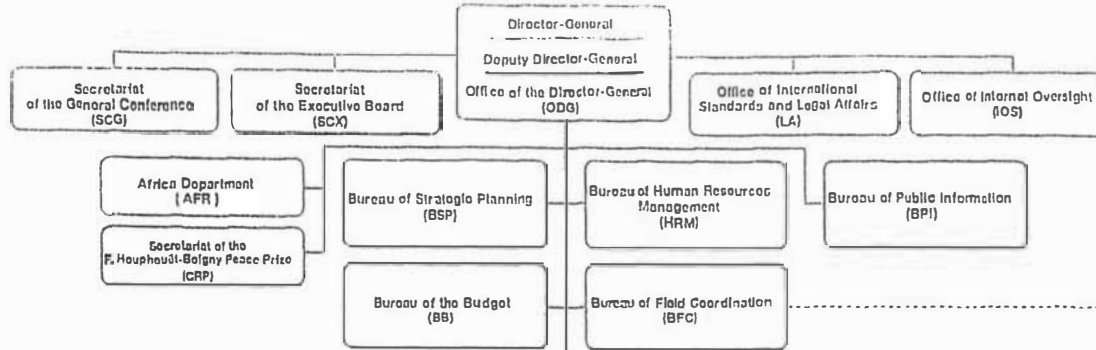 Director-General
Deputy Director-General
Office of the Director-General
(ODG)
Secretariat
of the General Conference
(SCG)
Secretariat
of the Executive Board
(SCX)
Office of International
Standards and Legal Affairs
(LA)
Office of Internal Oversight
(IOS)
Africa Department
(AFR)
Bureau of Strategic Planning
(BSP)
Bureau of Human Resources
Management
(HRM)
Bureau of Public Information
(BPI)
Secretariat of the
F. Houphouët-Boigny Peace Prize
(CRP)
Bureau of the Budget
(BB)
Bureau of Field Coordination
(BFC)